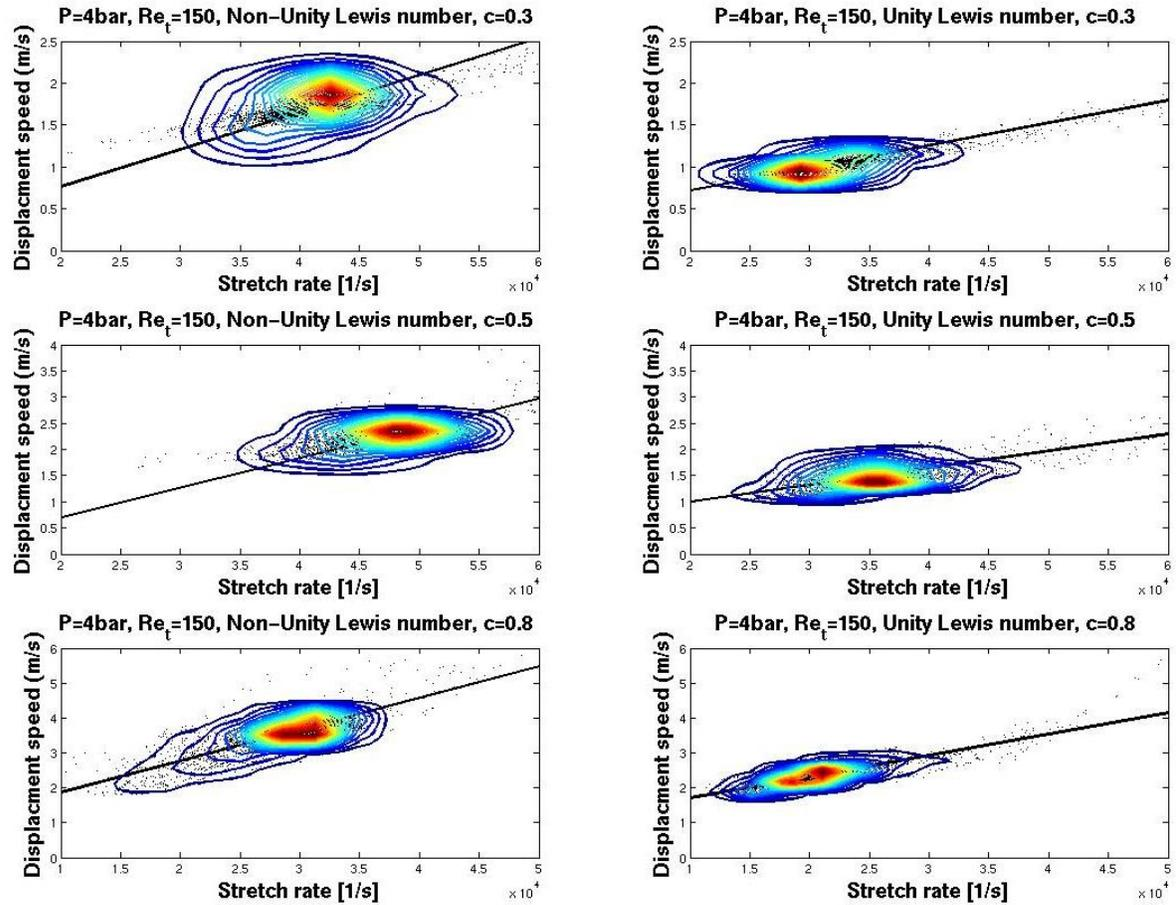 P=4bar, Re_t=150, Non-Unity Lewis number, c=0.3
Displacment speed (m/s)
2.5
2
1.5
1
0.5
0
2 2.5 3 3.5 4 4.5 5 5.5 6
Stretch rate [1/s]
x 10^4
P=4bar, Re_t=150, Unity Lewis number, c=0.3
Displacment speed (m/s)
2.5
2
1.5
1
0.5
0
2 2.5 3 3.5 4 4.5 5 5.5 6
Stretch rate [1/s]
x 10^4
P=4bar, Re_t=150, Non-Unity Lewis number, c=0.5
Displacment speed (m/s)
4
3.5
3
2.5
2
1.5
1
0.5
0
2 2.5 3 3.5 4 4.5 5 5.5 6
Stretch rate [1/s]
x 10^4
P=4bar, Re_t=150, Unity Lewis number, c=0.5
Displacment speed (m/s)
4
3.5
3
2.5
2
1.5
1
0.5
0
2 2.5 3 3.5 4 4.5 5 5.5 6
Stretch rate [1/s]
x 10^4
P=4bar, Re_t=150, Non-Unity Lewis number, c=0.8
Displacment speed (m/s)
6
5
4
3
2
1
0
1 1.5 2 2.5 3 3.5 4 4.5 5
Stretch rate [1/s]
x 10^4
P=4bar, Re_t=150, Unity Lewis number, c=0.8
Displacment speed (m/s)
6
5
4
3
2
1
0
1 1.5 2 2.5 3 3.5 4 4.5 5
Stretch rate [1/s]
x 10^4